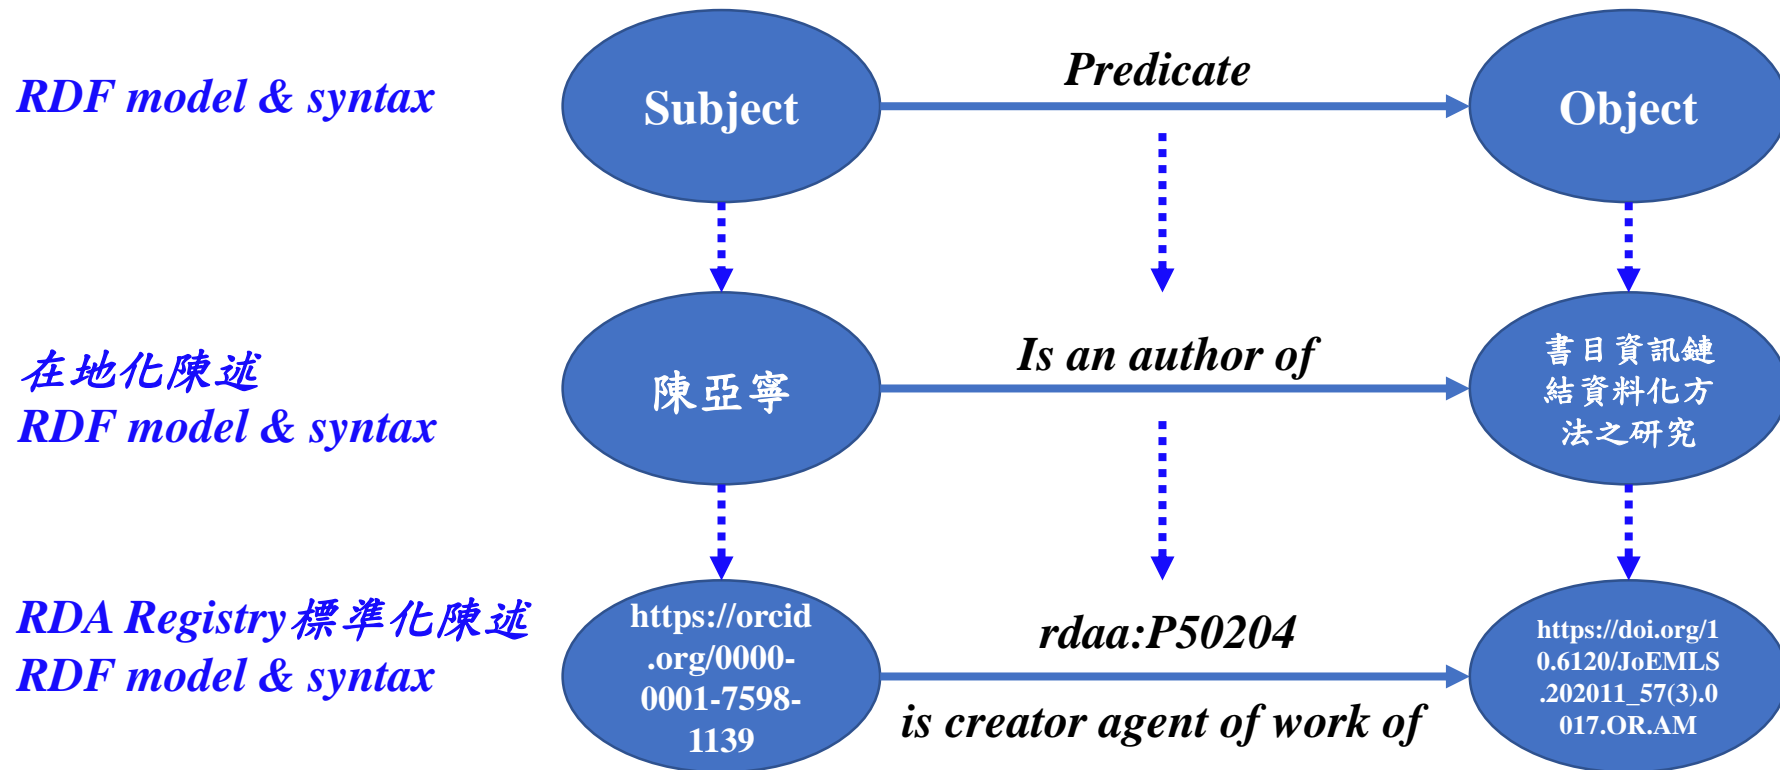 RDF model & syntax
Subject
Predicate
Object
在地化陳述
RDF model & syntax
陳亞寧
Is an author of
書目資訊鏈
結資料化方
法之研究
RDA Registry標準化陳述
RDF model & syntax
https://orcid
.org/0000-
0001-7598-
1139
rdaa:P50204
is creator agent of work of
https://doi.org/1
0.6120/JoEMLS
.202011_57(3).0
017.OR.AM